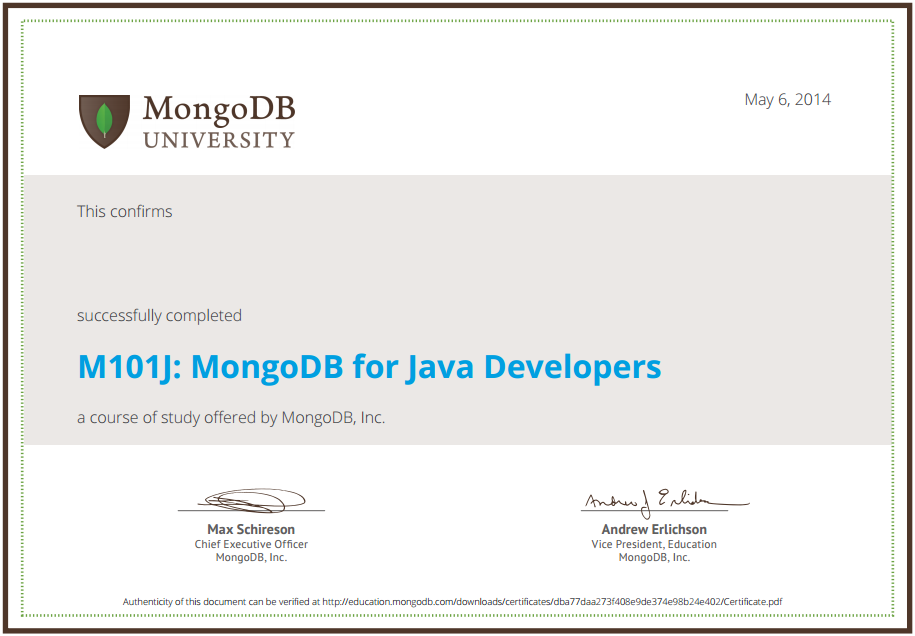 MongoDB
UNIVERSITY
May 6, 2014
This confirms
successfully completed
M101J: MongoDB for Java Developers
a course of study offered by MongoDB, Inc.
Andrew J Erlichson
Max Schireson
Chief Executive Officer
MongoDB, Inc.
Andrew Erlichson
Vice President, Education
MongoDB, Inc.
Authenticity of this document can be verified at http://education.mongodb.com/downloads/certificates/dba77daa273f408e9de374e98b24e402/Certificate.pdf